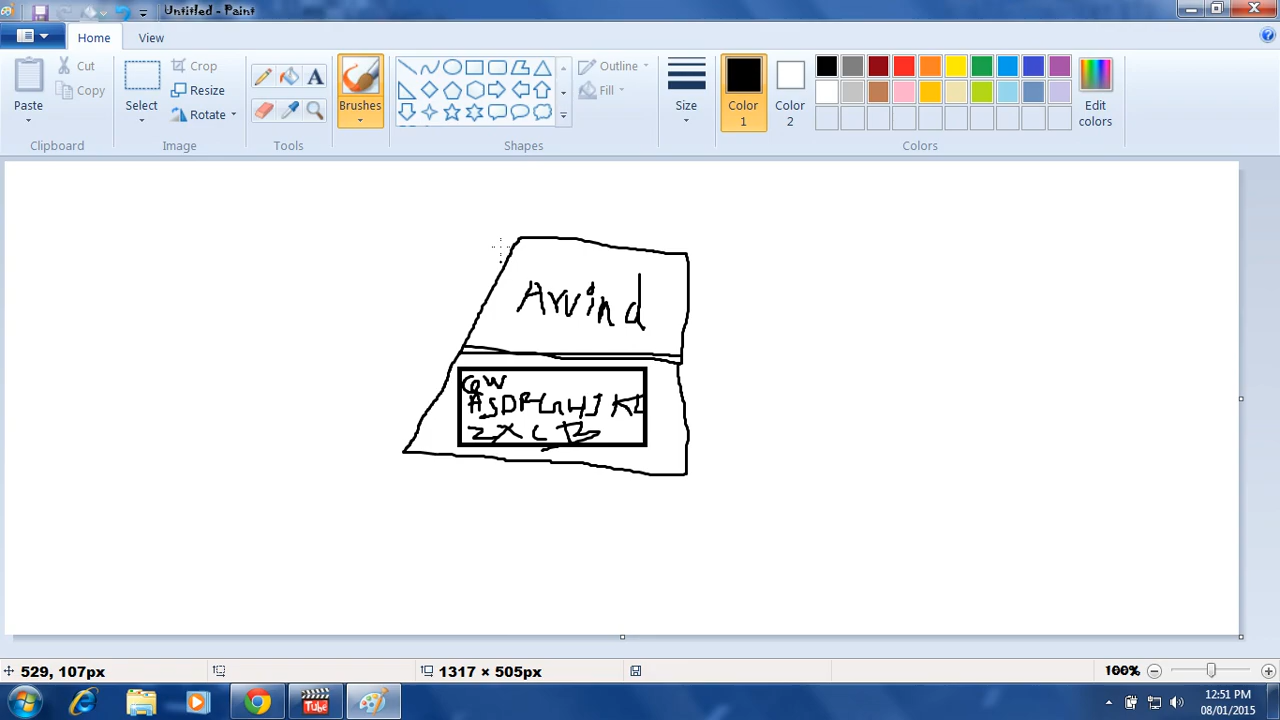 Untitled - Paint
Home
View
Paste
Cut
Copy
Clipboard
Select
Crop
Resize
Rotate
Image
A
Tools
Brushes
Outline
Fill
Shapes
Size
Color 1
Color 2
Edit colors
Colors
Arvind
QW
ASDFGHJKL
ZXC
529, 107px
1317 × 505px
100%
Tube
12:51 PM
08/01/2015